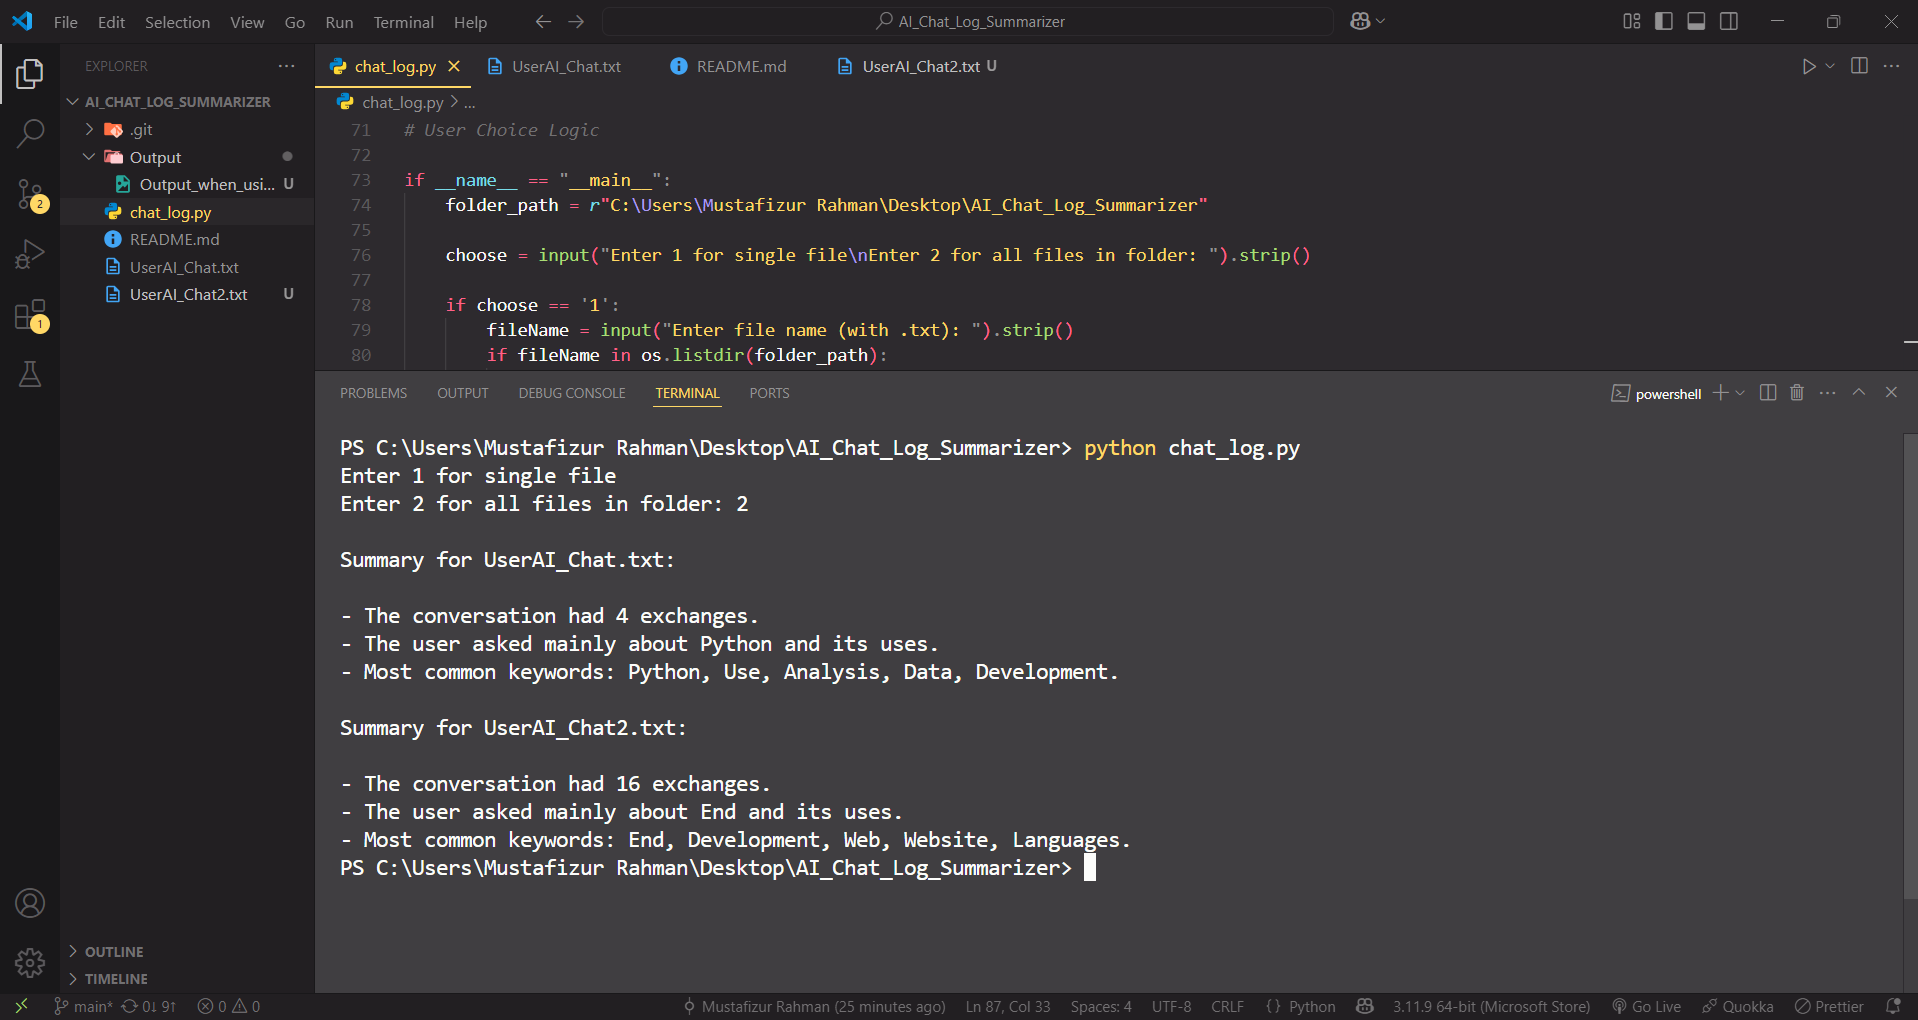 File Edit Selection View Go Run Terminal Help
AI_Chat_Log_Summarizer
EXPLORER
AI_CHAT_LOG_SUMMARIZER
.git
Output
Output_when_usi... U
chat_log.py
README.md
UserAI_Chat.txt
UserAI_Chat2.txt U
2
1
OUTLINE
TIMELINE
chat_log.py UserAI_Chat.txt README.md UserAI_Chat2.txt U
chat_log.py > ...
71 # User Choice Logic
72
73 if __name__ == "__main__":
74 folder_path = r"C:\Users\Mustafizur Rahman\Desktop\AI_Chat_Log_Summarizer"
75
76 choose = input("Enter 1 for single file\nEnter 2 for all files in folder: ").strip()
77
78 if choose == '1':
79 fileName = input("Enter file name (with .txt): ").strip()
80 if fileName in os.listdir(folder_path):
PROBLEMS OUTPUT DEBUG CONSOLE TERMINAL PORTS
powershell
PS C:\Users\Mustafizur Rahman\Desktop\AI_Chat_Log_Summarizer> python chat_log.py
Enter 1 for single file
Enter 2 for all files in folder: 2
Summary for UserAI_Chat.txt:
- The conversation had 4 exchanges.
- The user asked mainly about Python and its uses.
- Most common keywords: Python, Use, Analysis, Data, Development.
Summary for UserAI_Chat2.txt:
- The conversation had 16 exchanges.
- The user asked mainly about End and its uses.
- Most common keywords: End, Development, Web, Website, Languages.
PS C:\Users\Mustafizur Rahman\Desktop\AI_Chat_Log_Summarizer>
main* 0↓ 9↑ 0 0 Mustafizur Rahman (25 minutes ago) Ln 87, Col 33 Spaces: 4 UTF-8 CRLF {} Python 3.11.9 64-bit (Microsoft Store) Go Live Quokka Prettier